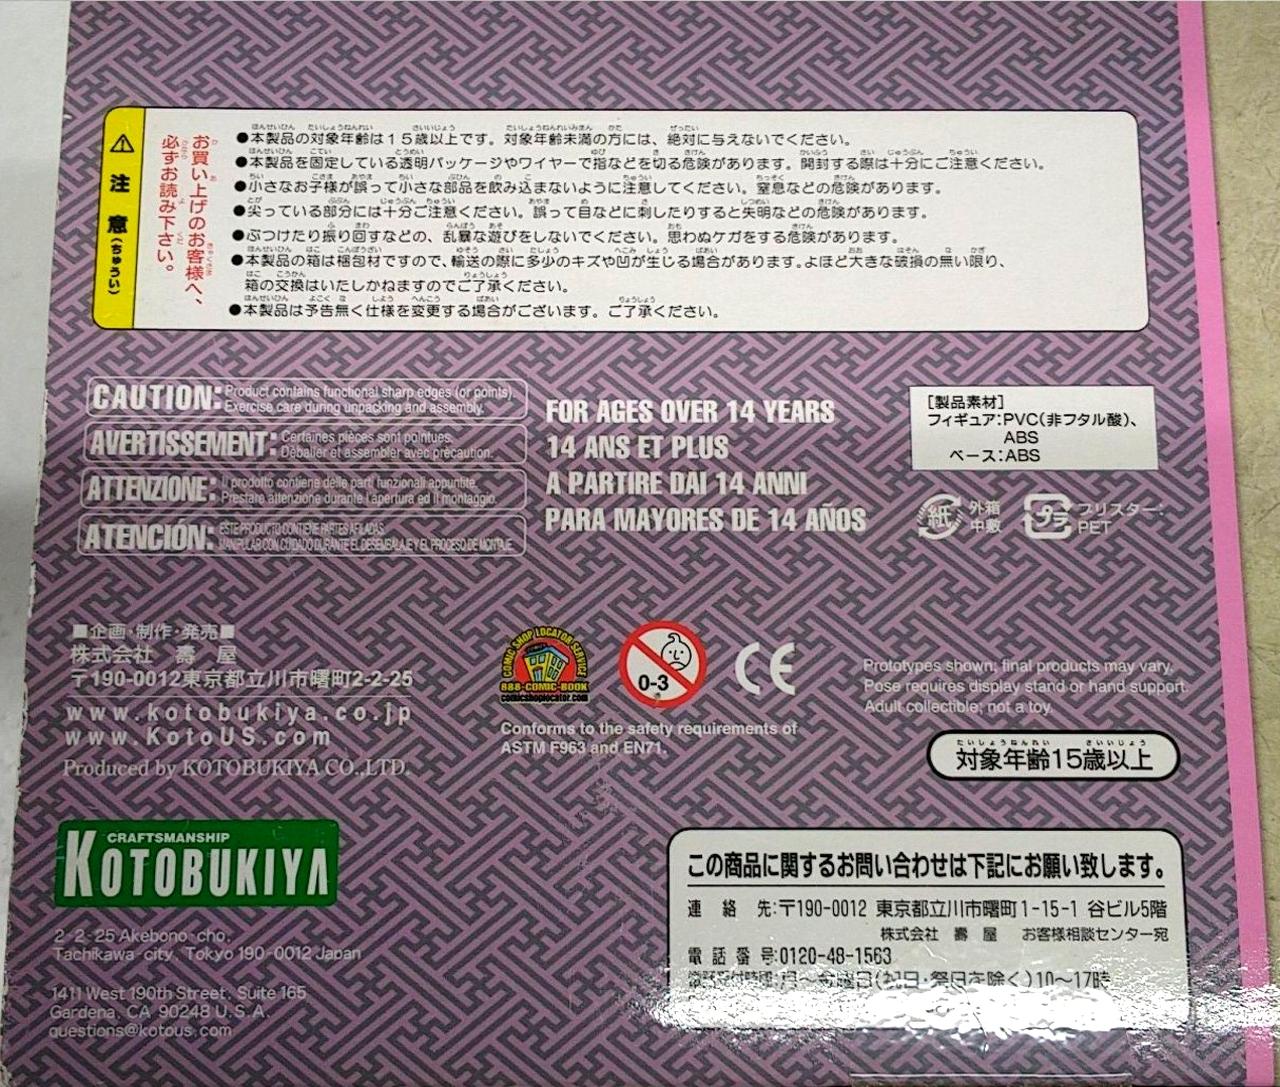 注意(ちゅうい)
お買い上げのお客様へ、
必ずお読み下さい。
●本製品の対象年齢は15歳以上です。対象年齢未満の方には、絶対に与えないでください。
●本製品を固定している透明パッケージやワイヤーで指などを切る危険があります。開封する際は十分にご注意ください。
●小さなお子様が誤って小さな部品を飲み込まないように注意してください。窒息などの危険があります。
●尖っている部分には十分ご注意ください。誤って目などに刺したりすると失明などの危険があります。
●ぶつけたり振り回すなどの、乱暴な遊びをしないでください。思わぬケガをする危険があります。
●本製品の箱は梱包材ですので、輸送の際に多少のキズや凹が生じる場合があります。よほど大きな破損の無い限り、
箱の交換はいたしかねますのでご了承ください。
●本製品は予告無く仕様を変更する場合がございます。ご了承ください。
CAUTION: Product contains functional sharp edges (or points).
Exercise care during unpacking and assembly.
AVERTISSEMENT: Certaines pièces sont pointues.
Déballer et assembler avec précaution.
ATTENZIONE: Il prodotto contiene delle parti funzionali appuntite.
Prestare attenzione durante l'apertura ed il montaggio.
ATENCIÓN: ESTE PRODUCTO CONTIENE PARTES AFILADAS.
MANIPULAR CON CUIDADO DURANTE EL DESEMBALAJE Y EL PROCESO DE MONTAJE.
FOR AGES OVER 14 YEARS
14 ANS ET PLUS
A PARTIRE DAI 14 ANNI
PARA MAYORES DE 14 AÑOS
[製品素材]
フィギュア:PVC(非フタル酸)、
ABS
ベース:ABS
紙 外箱
中敷
プラ ブリスター:
PET
■企画・制作・発売■
株式会社 壽 屋
〒190-0012東京都立川市曙町2-2-25
www.kotobukiya.co.jp
www.KotoUS.com
Produced by KOTOBUKIYA CO.,LTD.
COMIC SHOP LOCATOR SERVICE
888-COMIC-BOOK
comicshoplocator.com
0-3
CE
Conforms to the safety requirements of
ASTM F963 and EN71.
Prototypes shown; final products may vary.
Pose requires display stand or hand support.
Adult collectible; not a toy.
対象年齢15歳以上
CRAFTSMANSHIP
KOTOBUKIYA
2-2-25 Akebono-cho,
Tachikawa-city, Tokyo 190-0012 Japan
1411 West 190th Street, Suite 165
Gardena, CA 90248 U.S.A.
questions@kotous.com
この商品に関するお問い合わせは下記にお願い致します。
連絡先:〒190-0012 東京都立川市曙町1-15-1 谷ビル5階
株式会社 壽 屋 お客様相談センター宛
電話番号:0120-48-1563
月～金曜日(祝日・祭日を除く)10～17時